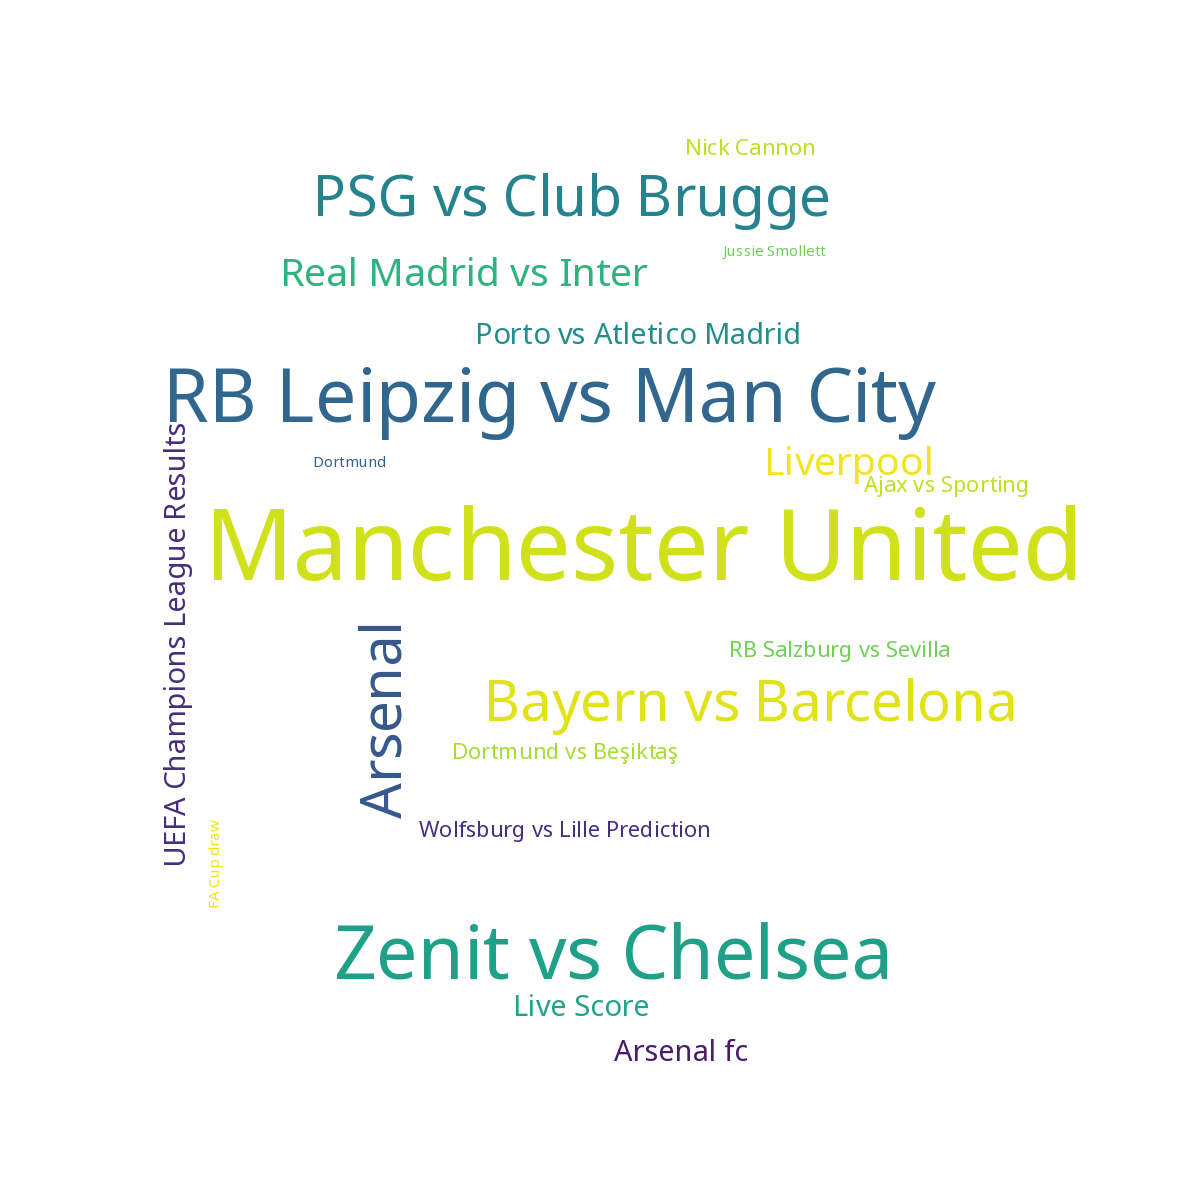 Nick Cannon
PSG vs Club Brugge
Jussie Smollett
Real Madrid vs Inter
Porto vs Atletico Madrid
RB Leipzig vs Man City
UEFA Champions League Results
Dortmund
Liverpool
Ajax vs Sporting
Manchester United
Arsenal
RB Salzburg vs Sevilla
Bayern vs Barcelona
Dortmund vs Beşiktaş
Wolfsburg vs Lille Prediction
FA Cup draw
Zenit vs Chelsea
Live Score
Arsenal fc